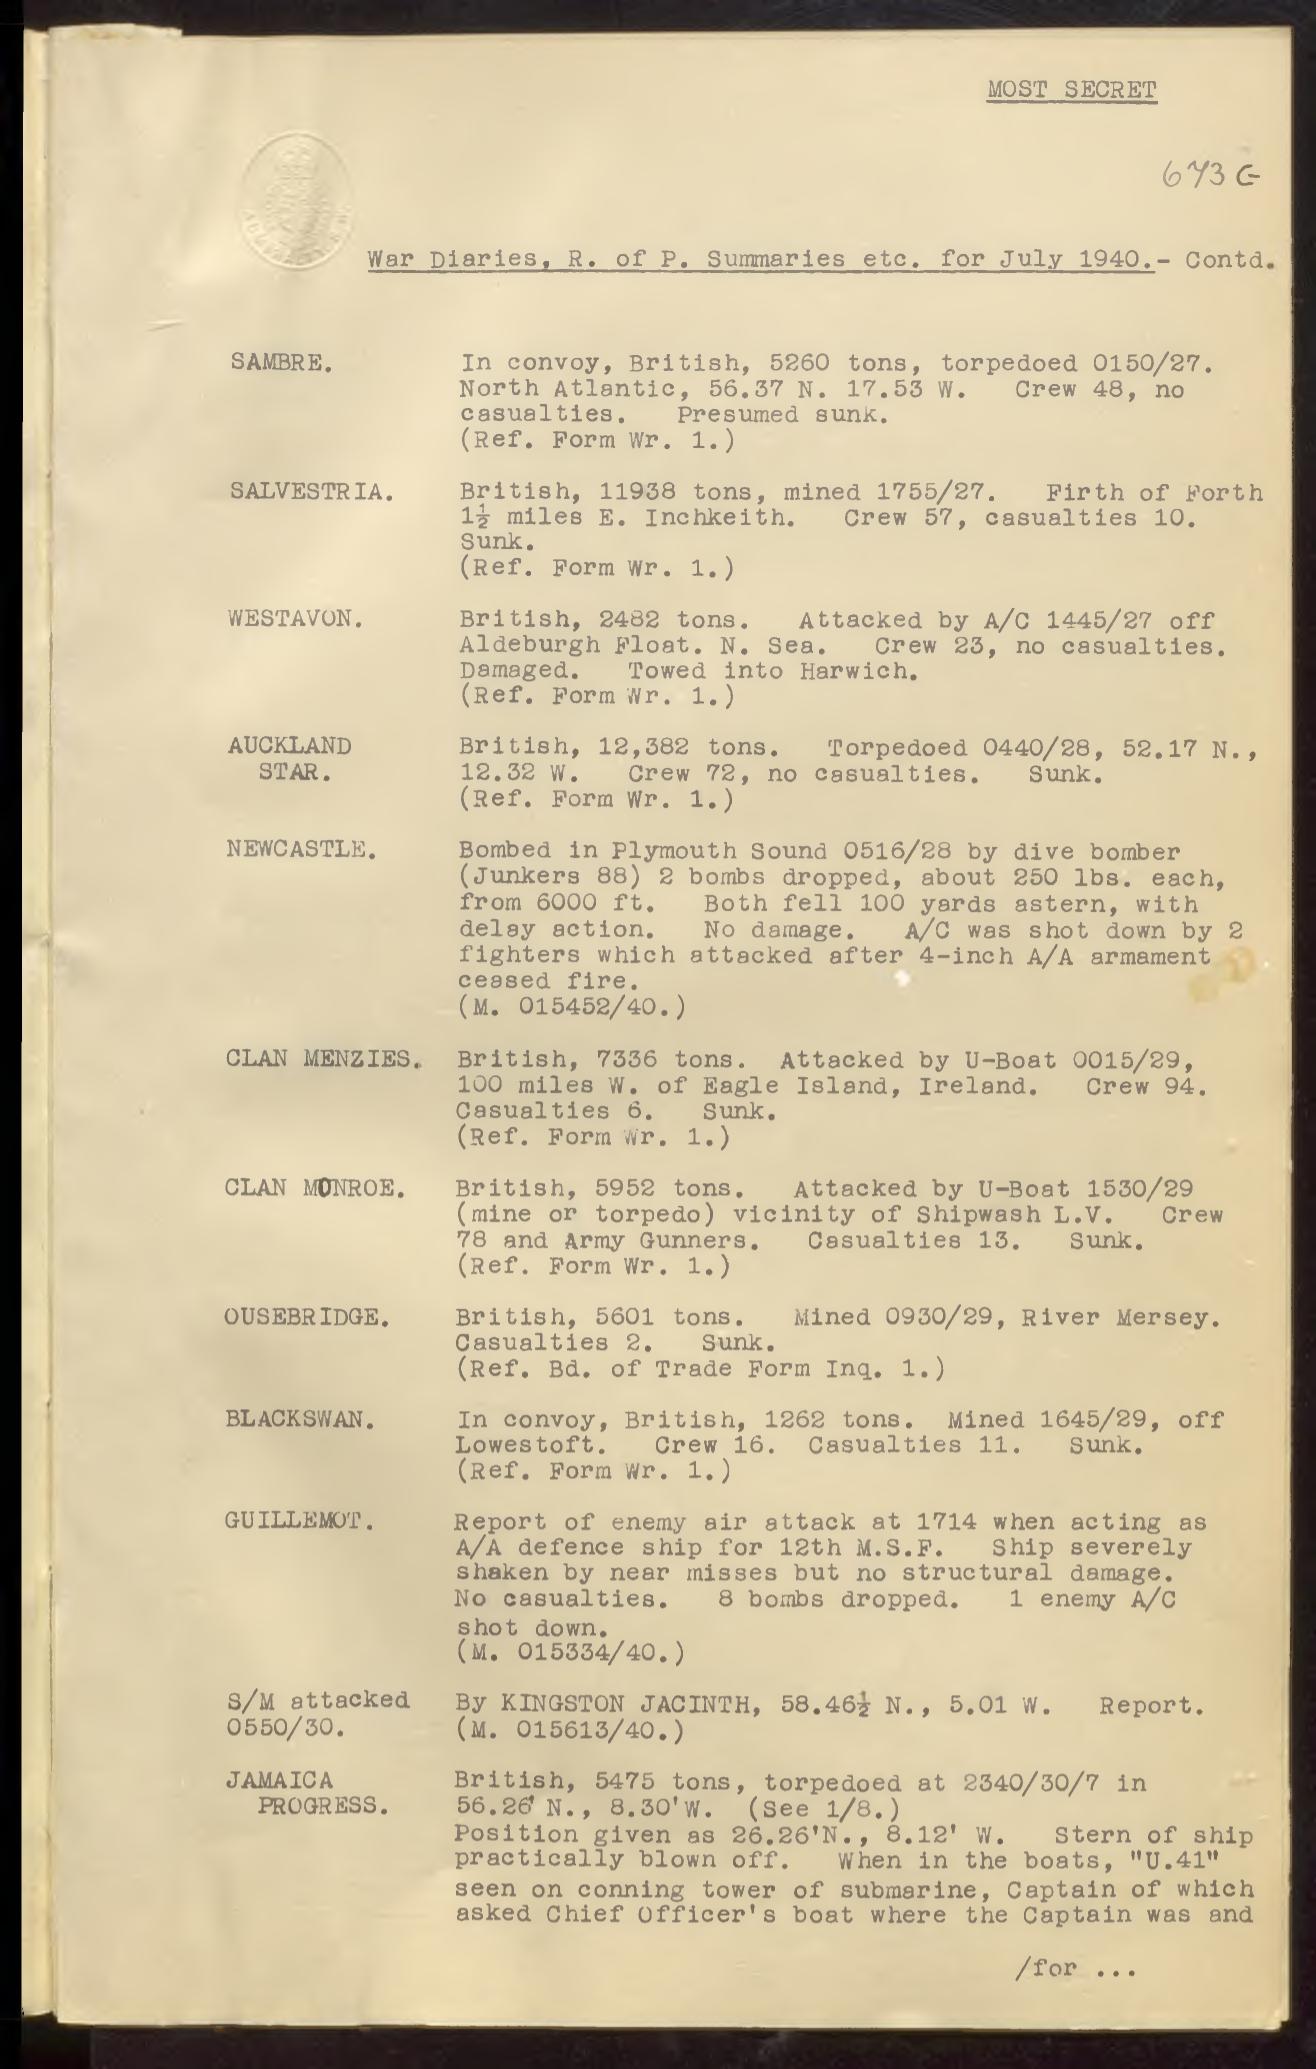 MOST SECRET
673 G
War Diaries, R. of P. Summaries etc. for July 1940.- Contd.
SAMBRE. In convoy, British, 5260 tons, torpedoed 0150/27.
North Atlantic, 56.37 N. 17.53 W. Crew 48, no
casualties. Presumed sunk.
(Ref. Form Wr. 1.)
SALVESTRIA. British, 11938 tons, mined 1755/27. Firth of Forth
1½ miles E. Inchkeith. Crew 57, casualties 10.
Sunk.
(Ref. Form Wr. 1.)
WESTAVON. British, 2482 tons. Attacked by A/C 1445/27 off
Aldeburgh Float. N. Sea. Crew 23, no casualties.
Damaged. Towed into Harwich.
(Ref. Form Wr. 1.)
AUCKLAND British, 12,382 tons. Torpedoed 0440/28, 52.17 N.,
STAR. 12.32 W. Crew 72, no casualties. Sunk.
(Ref. Form Wr. 1.)
NEWCASTLE. Bombed in Plymouth Sound 0516/28 by dive bomber
(Junkers 88) 2 bombs dropped, about 250 lbs. each,
from 6000 ft. Both fell 100 yards astern, with
delay action. No damage. A/C was shot down by 2
fighters which attacked after 4-inch A/A armament
ceased fire.
(M. 015452/40.)
CLAN MENZIES. British, 7336 tons. Attacked by U-Boat 0015/29,
100 miles W. of Eagle Island, Ireland. Crew 94.
Casualties 6. Sunk.
(Ref. Form Wr. 1.)
CLAN MONROE. British, 5952 tons. Attacked by U-Boat 1530/29
(mine or torpedo) vicinity of Shipwash L.V. Crew
78 and Army Gunners. Casualties 13. Sunk.
(Ref. Form Wr. 1.)
OUSEBRIDGE. British, 5601 tons. Mined 0930/29, River Mersey.
Casualties 2. Sunk.
(Ref. Bd. of Trade Form Inq. 1.)
BLACKSWAN. In convoy, British, 1262 tons. Mined 1645/29, off
Lowestoft. Crew 16. Casualties 11. Sunk.
(Ref. Form Wr. 1.)
GUILLEMOT. Report of enemy air attack at 1714 when acting as
A/A defence ship for 12th M.S.F. Ship severely
shaken by near misses but no structural damage.
No casualties. 8 bombs dropped. 1 enemy A/C
shot down.
(M. 015334/40.)
S/M attacked By KINGSTON JACINTH, 58.46½ N., 5.01 W. Report.
0550/30. (M. 015613/40.)
JAMAICA British, 5475 tons, torpedoed at 2340/30/7 in
PROGRESS. 56.26' N., 8.30'W. (See 1/8.)
Position given as 26.26'N., 8.12' W. Stern of ship
practically blown off. When in the boats, "U.41"
seen on conning tower of submarine, Captain of which
asked Chief Officer's boat where the Captain was and
/for ...